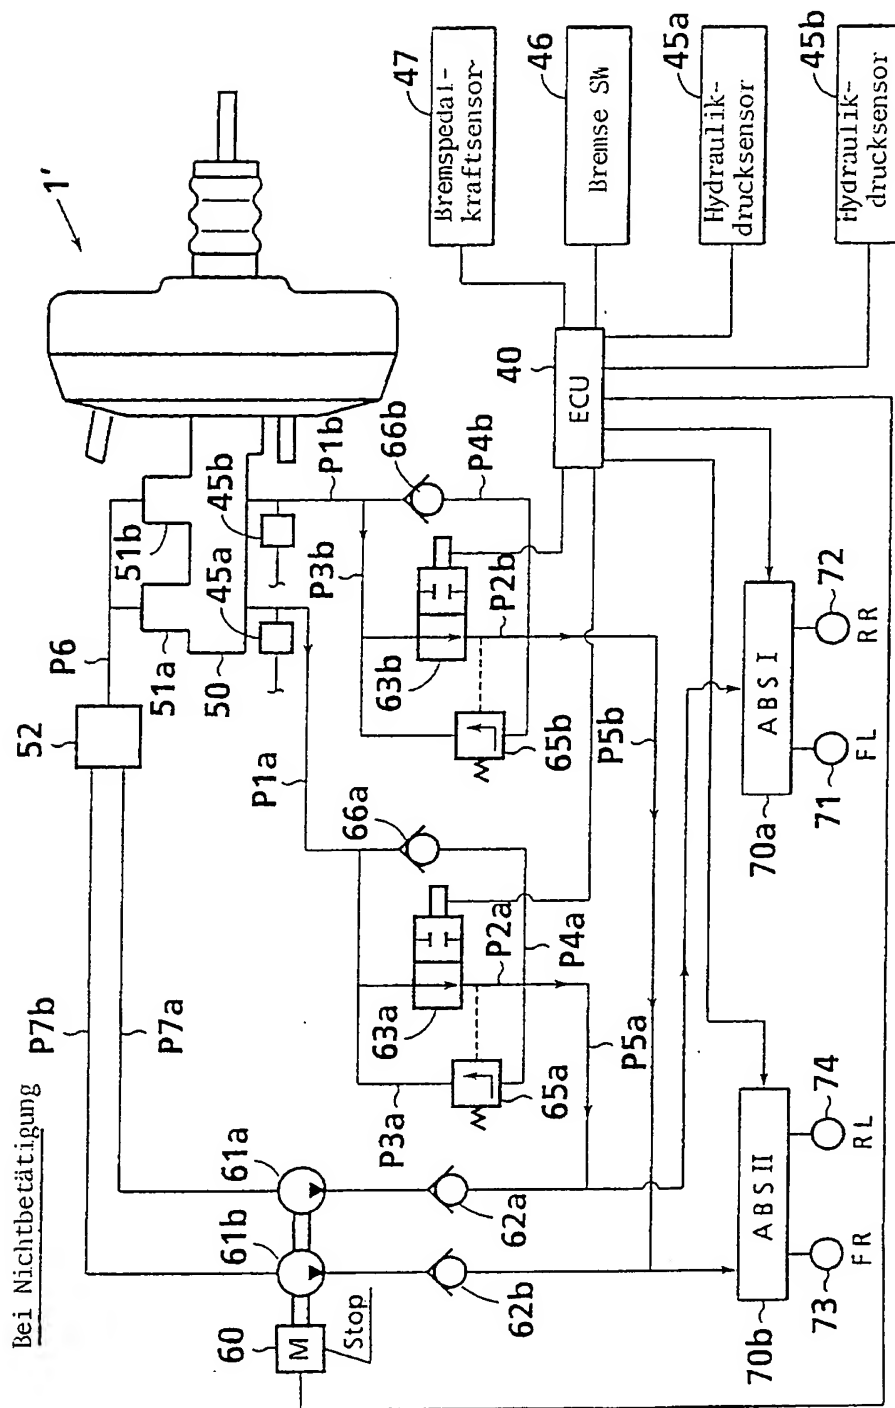 Bei Nichtbetätigung
P7b
P7a
52
P6
1'
51b
51a
50
45a
45b
P1b
66b
P4b
P1a
P3b
63b
P2b
65b
66a
P5b
61b
61a
60
M
Stop
P3a
63a
P2a
P4a
65a
P5a
62b
62a
40
ECU
47
Bremspedal-
kraftsensor
46
Bremse SW
45a
Hydraulik-
drucksensor
45b
Hydraulik-
drucksensor
70b
ABSII
73
FR
74
RL
70a
ABSI
71
FL
72
RR